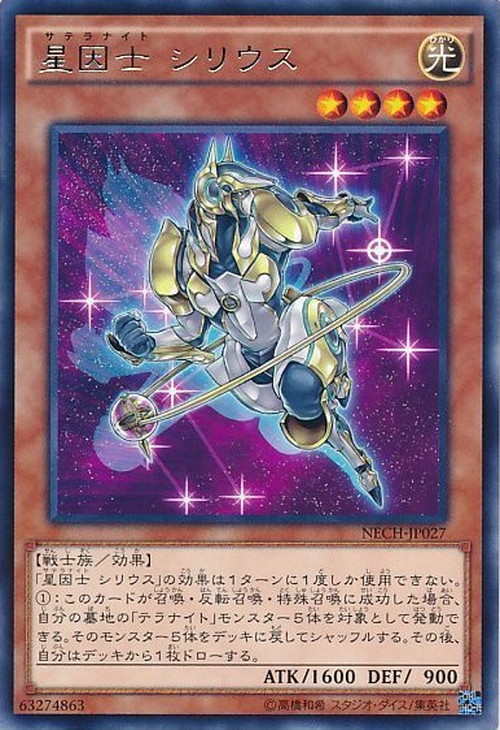 サテラナイト
星因士 シリウス
ひかり
光
NECH-JP027
【戦士族／効果】
「星因士 シリウス」の効果は１ターンに１度しか使用できない。
①：このカードが召喚・反転召喚・特殊召喚に成功した場合、
自分の墓地の「テラナイト」モンスター５体を対象として発動で
きる。そのモンスター５体をデッキに戻してシャッフルする。その後、
自分はデッキから１枚ドローする。
ATK/1600 DEF/ 900
63274863
©高橋和希 スタジオ・ダイス/集英社